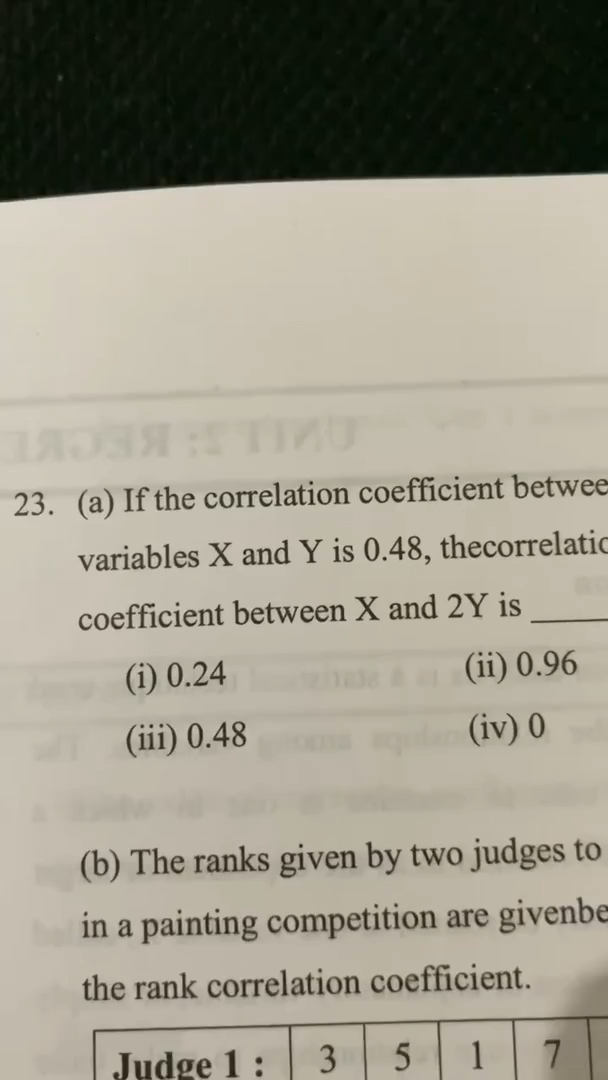 23. (a) If the correlation coefficient betwee
variables X and Y is 0.48, thecorrelatic
coefficient between X and 2Y is ______
(i) 0.24 (ii) 0.96
(iii) 0.48 (iv) 0
(b) The ranks given by two judges to
in a painting competition are givenbe
the rank correlation coefficient.
Judge 1 : 3 5 1 7